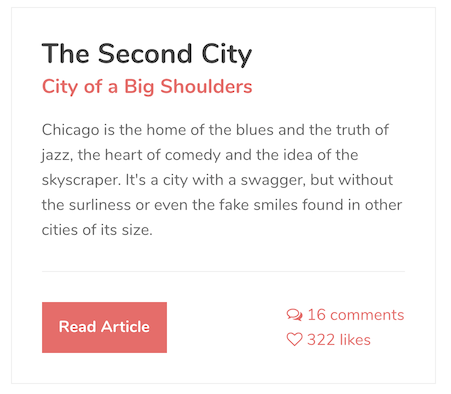 The Second City
City of a Big Shoulders
Chicago is the home of the blues and the truth of
jazz, the heart of comedy and the idea of the
skyscraper. It's a city with a swagger, but without
the surliness or even the fake smiles found in other
cities of its size.
Read Article
16 comments
322 likes